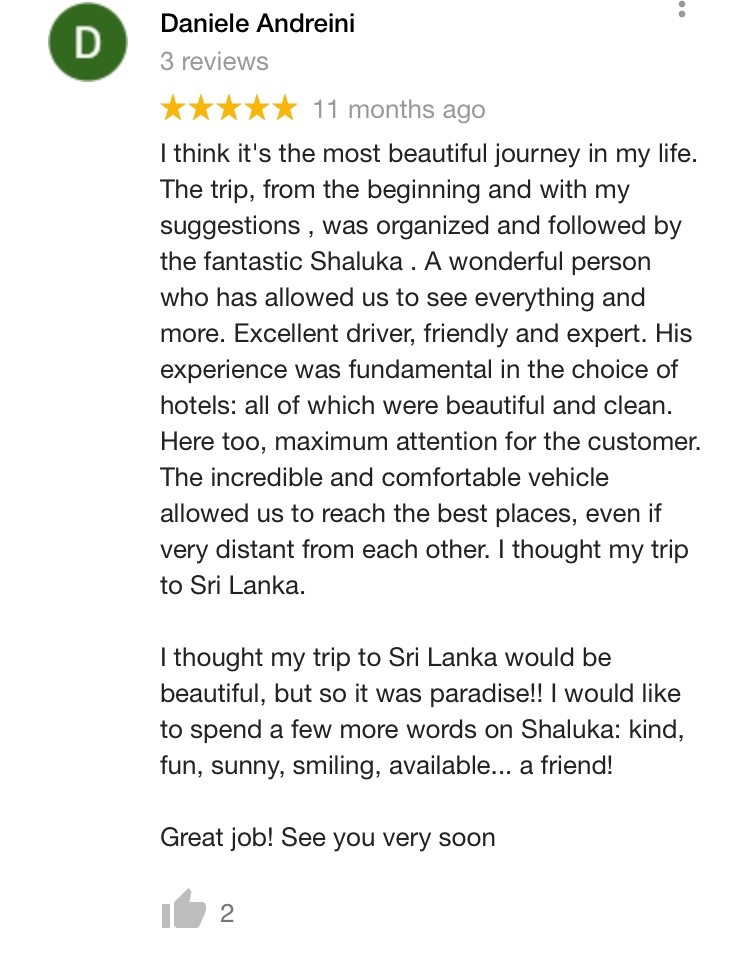 D
Daniele Andreini
3 reviews
11 months ago
I think it's the most beautiful journey in my life.
The trip, from the beginning and with my
suggestions , was organized and followed by
the fantastic Shaluka . A wonderful person
who has allowed us to see everything and
more. Excellent driver, friendly and expert. His
experience was fundamental in the choice of
hotels: all of which were beautiful and clean.
Here too, maximum attention for the customer.
The incredible and comfortable vehicle
allowed us to reach the best places, even if
very distant from each other. I thought my trip
to Sri Lanka.
I thought my trip to Sri Lanka would be
beautiful, but so it was paradise!! I would like
to spend a few more words on Shaluka: kind,
fun, sunny, smiling, available... a friend!
Great job! See you very soon
2